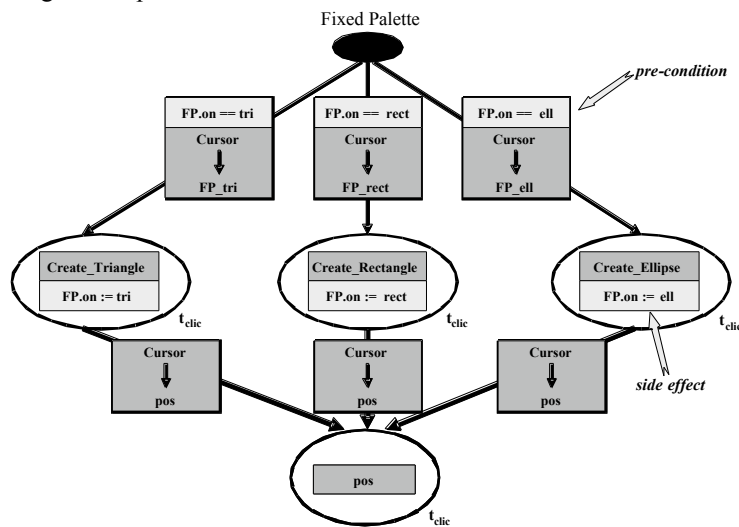 Fixed Palette
pre-condition
FP.on == tri
FP.on == rect
FP.on == ell
Cursor
Cursor
Cursor
FP_tri
FP_rect
FP_ell
Create_Triangle
Create_Rectangle
Create_Ellipse
FP.on := tri
FP.on := rect
FP.on := ell
t_clic
t_clic
t_clic
Cursor
Cursor
Cursor
pos
pos
pos
side effect
pos
t_clic